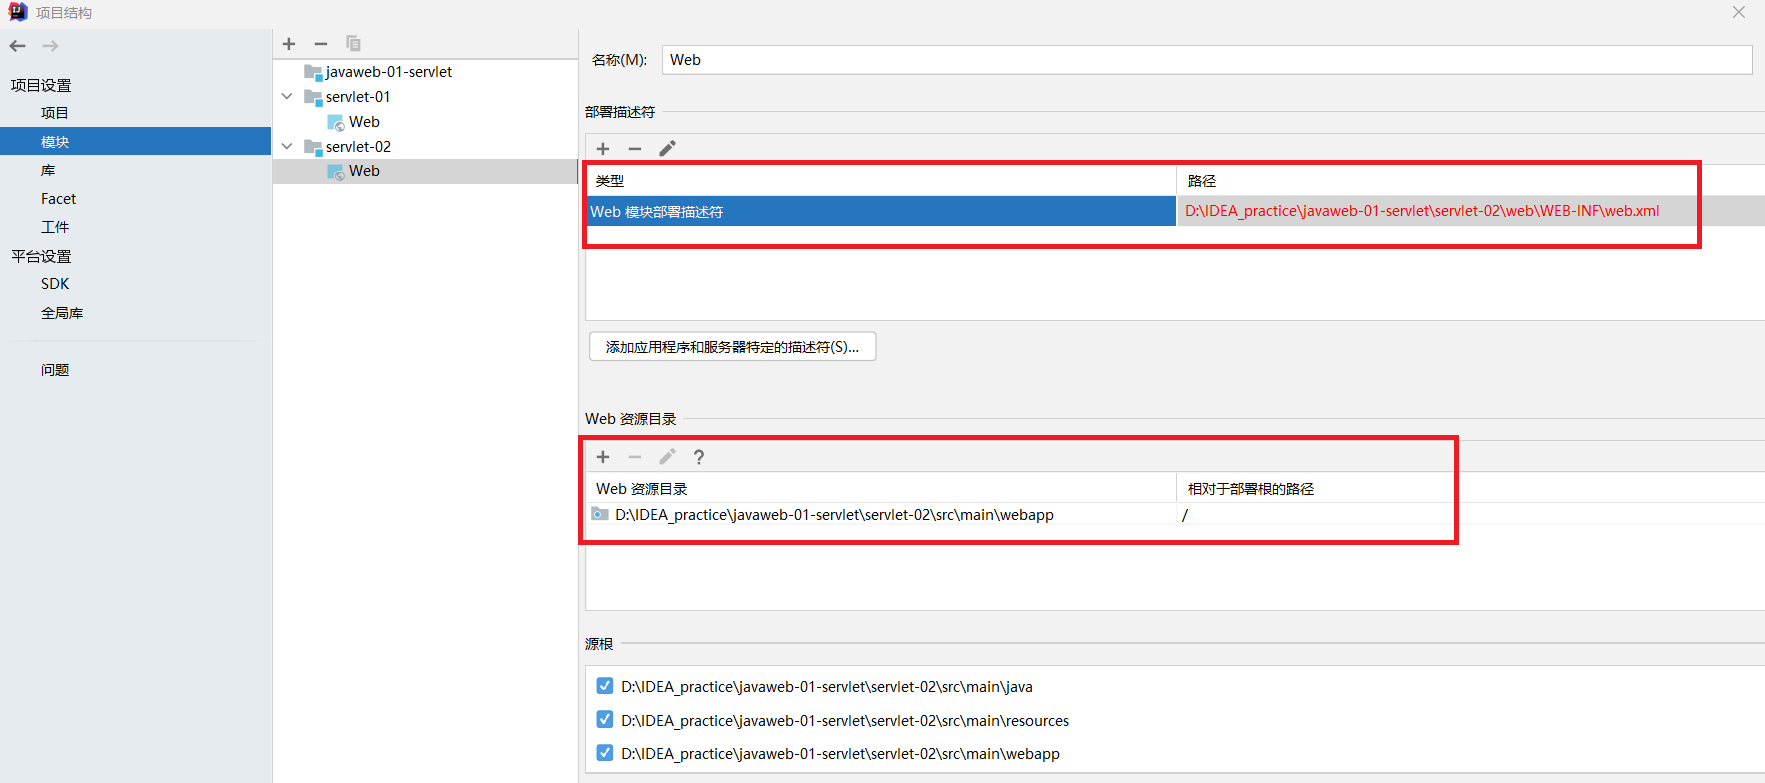 项目结构
项目设置
项目
模块
库
Facet
工件
平台设置
SDK
全局库
问题
javaweb-01-servlet
servlet-01
Web
servlet-02
Web
名称(M): Web
部署描述符
类型 路径
Web 模块部署描述符 D:\IDEA_practice\javaweb-01-servlet\servlet-02\web\WEB-INF\web.xml
添加应用程序和服务器特定的描述符(S)...
Web 资源目录
Web 资源目录 相对于部署根的路径
D:\IDEA_practice\javaweb-01-servlet\servlet-02\src\main\webapp /
源根
D:\IDEA_practice\javaweb-01-servlet\servlet-02\src\main\java
D:\IDEA_practice\javaweb-01-servlet\servlet-02\src\main\resources
D:\IDEA_practice\javaweb-01-servlet\servlet-02\src\main\webapp